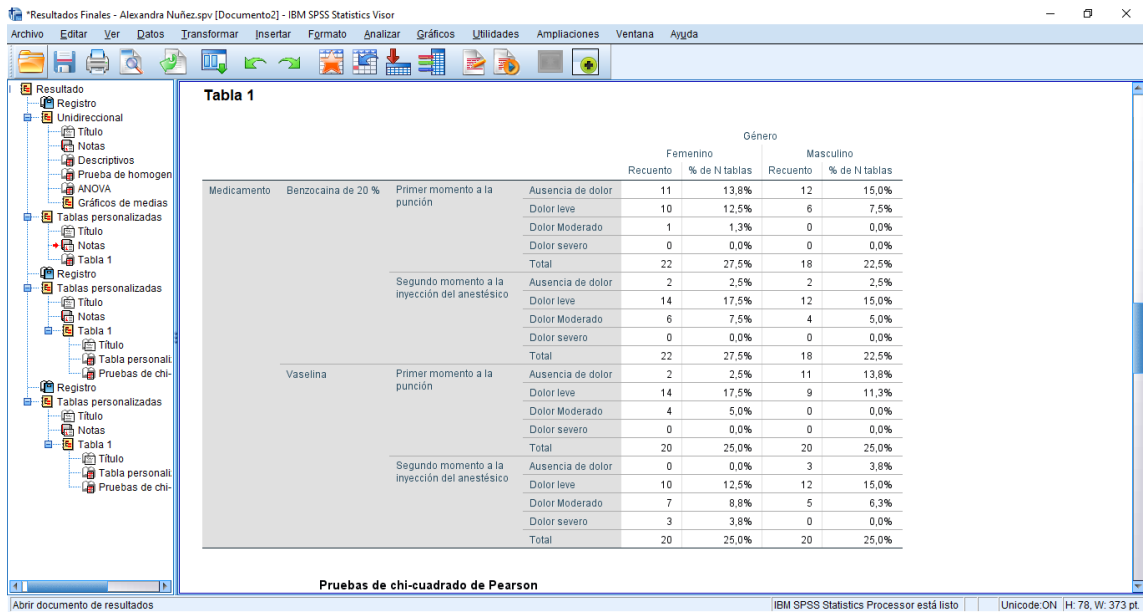 *Resultados Finales - Alexandra Nuñez.spv [Documento2] - IBM SPSS Statistics Visor
Archivo Editar Ver Datos Transformar Insertar Formato Analizar Gráficos Utilidades Ampliaciones Ventana Ayuda
Resultado
Registro
Unidireccional
Título
Notas
Descriptivos
Prueba de homogen
ANOVA
Gráficos de medias
Tablas personalizadas
Título
Notas
Tabla 1
Registro
Tablas personalizadas
Título
Notas
Tabla 1
Título
Tabla personali
Pruebas de chi-
Registro
Tablas personalizadas
Título
Notas
Tabla 1
Título
Tabla personali
Pruebas de chi-
Tabla 1
Género
Femenino Masculino
Recuento % de N tablas Recuento % de N tablas
Medicamento Benzocaina de 20 % Primer momento a la punción Ausencia de dolor 11 13,8% 12 15,0%
Dolor leve 10 12,5% 6 7,5%
Dolor Moderado 1 1,3% 0 0,0%
Dolor severo 0 0,0% 0 0,0%
Total 22 27,5% 18 22,5%
Segundo momento a la inyección del anestésico Ausencia de dolor 2 2,5% 2 2,5%
Dolor leve 14 17,5% 12 15,0%
Dolor Moderado 6 7,5% 4 5,0%
Dolor severo 0 0,0% 0 0,0%
Total 22 27,5% 18 22,5%
Vaselina Primer momento a la punción Ausencia de dolor 2 2,5% 11 13,8%
Dolor leve 14 17,5% 9 11,3%
Dolor Moderado 4 5,0% 0 0,0%
Dolor severo 0 0,0% 0 0,0%
Total 20 25,0% 20 25,0%
Segundo momento a la inyección del anestésico Ausencia de dolor 0 0,0% 3 3,8%
Dolor leve 10 12,5% 12 15,0%
Dolor Moderado 7 8,8% 5 6,3%
Dolor severo 3 3,8% 0 0,0%
Total 20 25,0% 20 25,0%
Pruebas de chi-cuadrado de Pearson
Abrir documento de resultados IBM SPSS Statistics Processor está listo Unicode:ON H: 78, W: 373 pt.